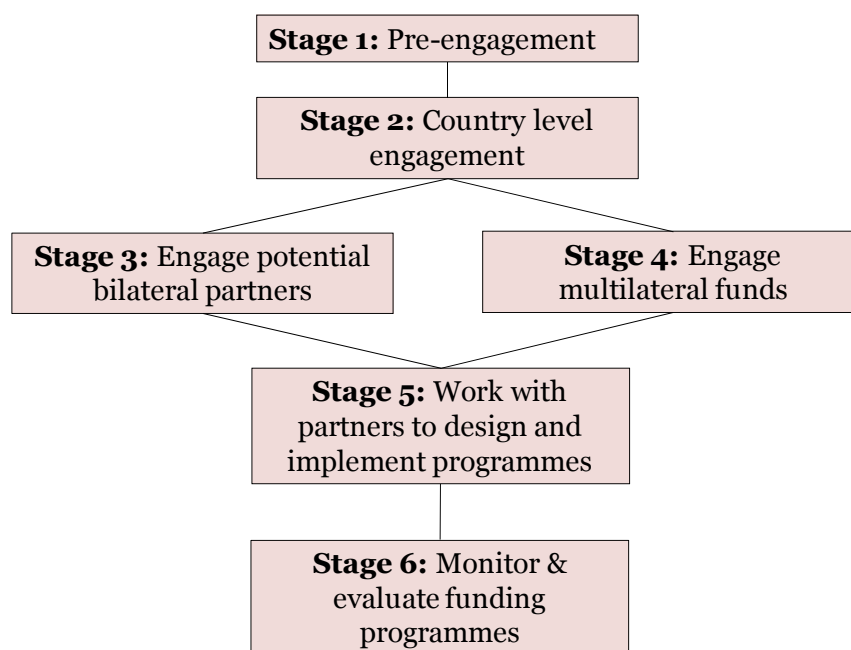 Stage 1: Pre-engagement
Stage 2: Country level
engagement
Stage 3: Engage potential
bilateral partners
Stage 4: Engage
multilateral funds
Stage 5: Work with
partners to design and
implement programmes
Stage 6: Monitor &
evaluate funding
programmes